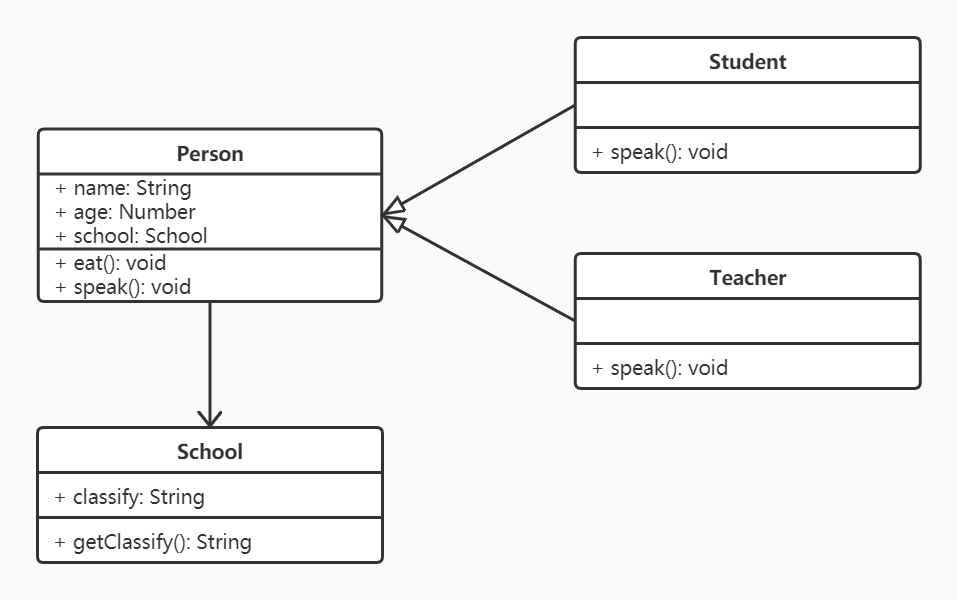 Person
+ name: String
+ age: Number
+ school: School
+ eat(): void
+ speak(): void
Student
+ speak(): void
Teacher
+ speak(): void
School
+ classify: String
+ getClassify(): String